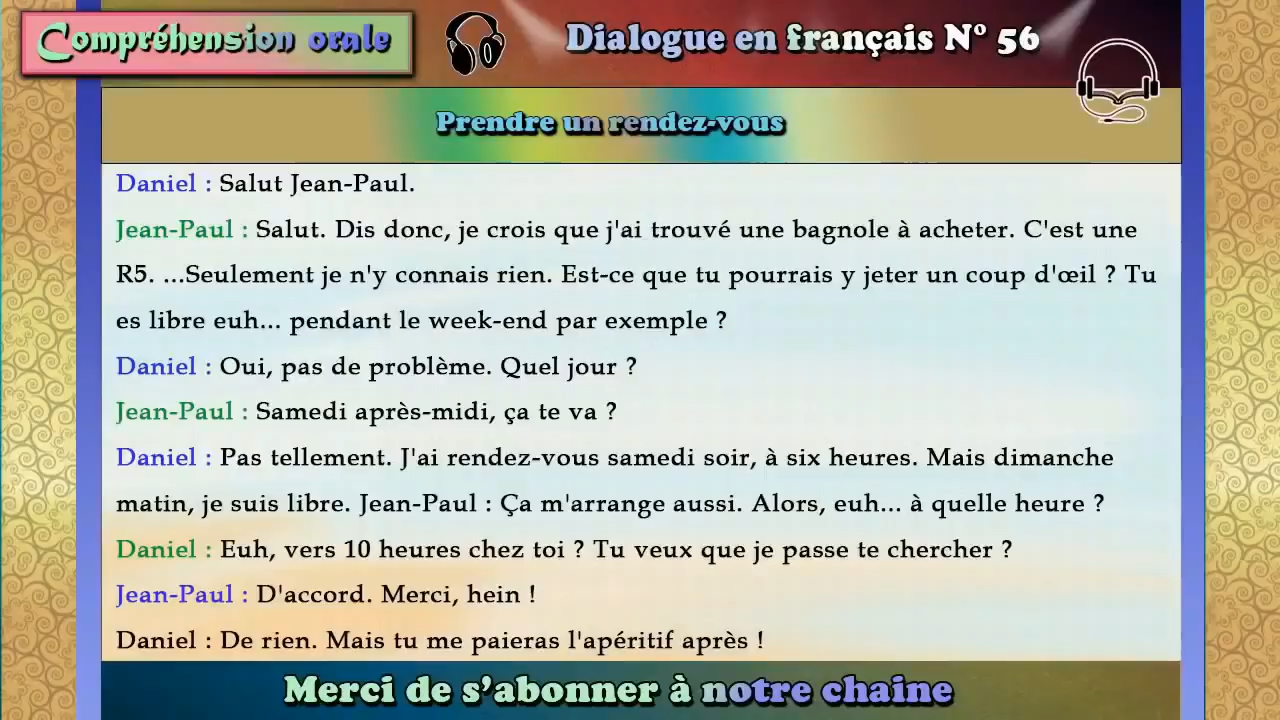 Compréhension orale
Dialogue en français N° 56
Prendre un rendez-vous
Daniel : Salut Jean-Paul.
Jean-Paul : Salut. Dis donc, je crois que j'ai trouvé une bagnole à acheter. C'est une
R5. ...Seulement je n'y connais rien. Est-ce que tu pourrais y jeter un coup d'œil ? Tu
es libre euh... pendant le week-end par exemple ?
Daniel : Oui, pas de problème. Quel jour ?
Jean-Paul : Samedi après-midi, ça te va ?
Daniel : Pas tellement. J'ai rendez-vous samedi soir, à six heures. Mais dimanche
matin, je suis libre. Jean-Paul : Ça m'arrange aussi. Alors, euh... à quelle heure ?
Daniel : Euh, vers 10 heures chez toi ? Tu veux que je passe te chercher ?
Jean-Paul : D'accord. Merci, hein !
Daniel : De rien. Mais tu me paieras l'apéritif après !
Merci de s’abonner à notre chaine